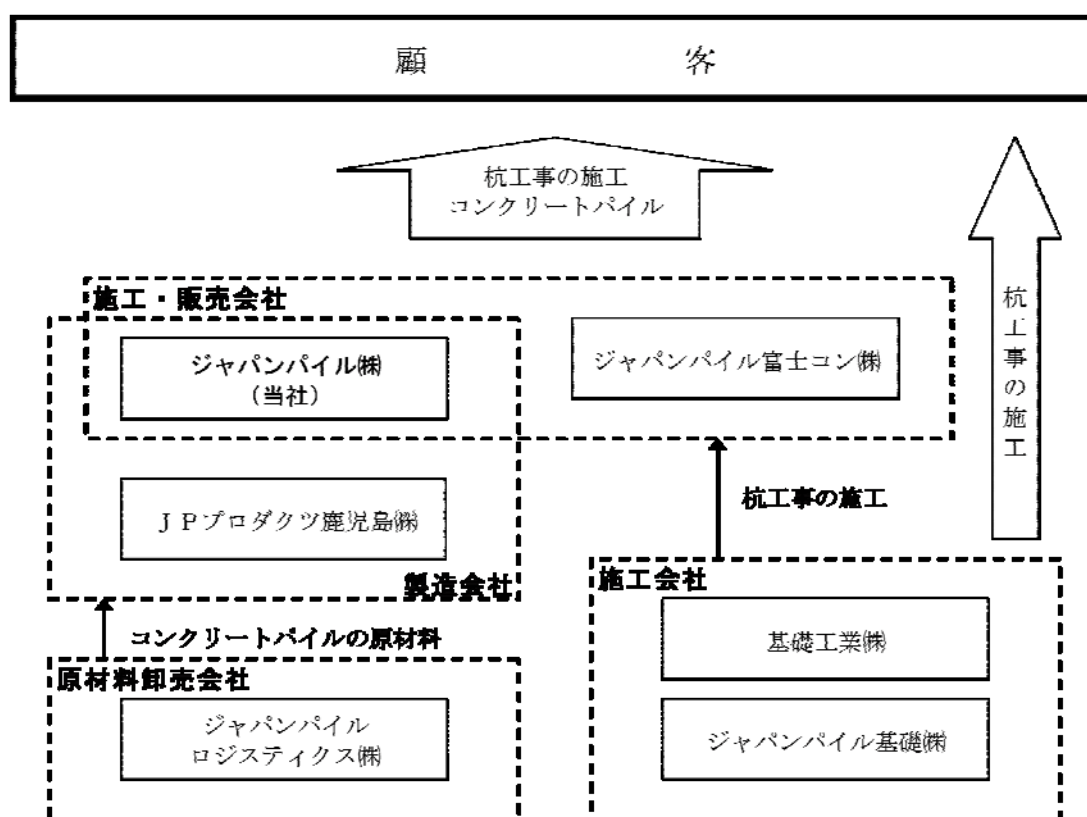 顧客
杭工事の施工
コンクリートパイル
杭工事の施工
施工・販売会社
ジャパンパイル㈱
（当社）
ジャパンパイル富士コン㈱
ＪＰプロダクツ鹿児島㈱
製造会社
杭工事の施工
コンクリートパイルの原材料
施工会社
基礎工業㈱
ジャパンパイル基礎㈱
原材料卸売会社
ジャパンパイル
ロジスティクス㈱